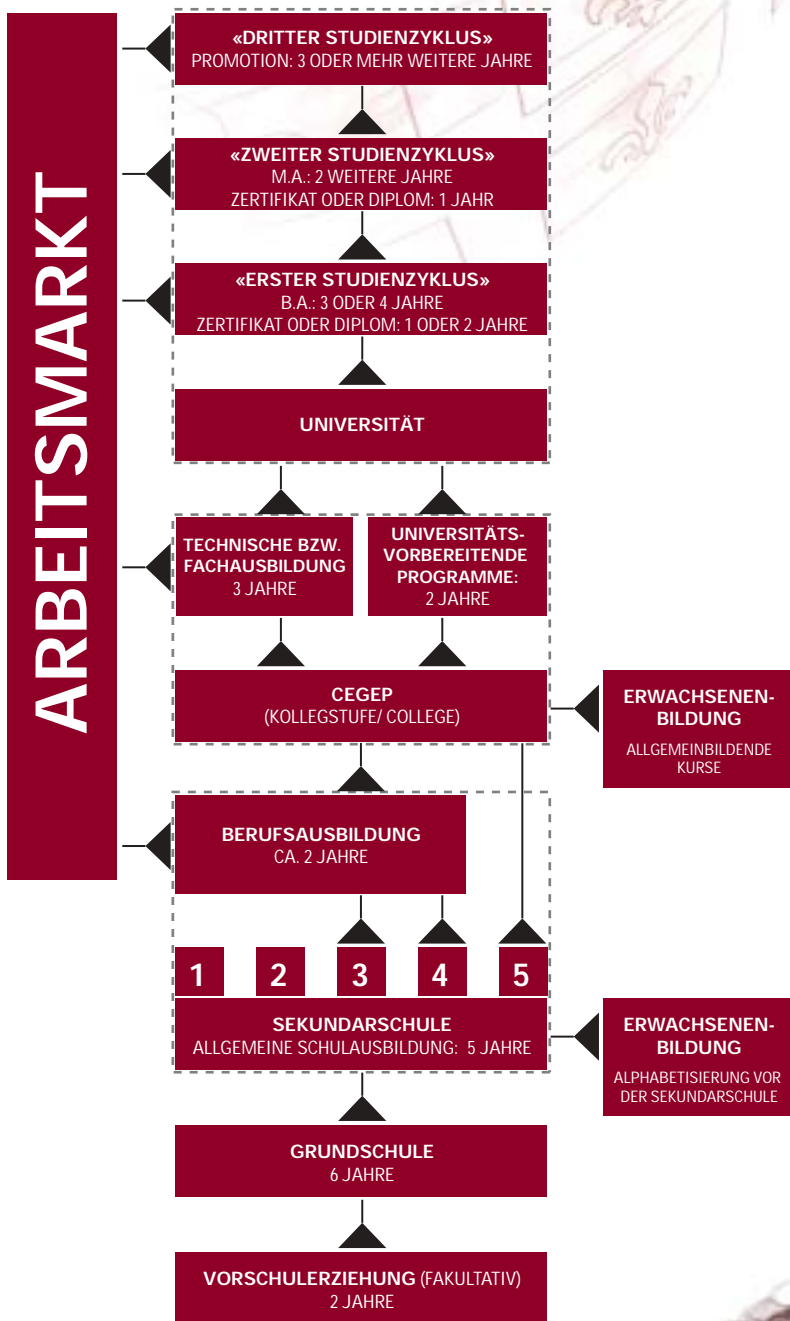 ARBEITSMARKT
«DRITTER STUDIENZYKLUS»
PROMOTION: 3 ODER MEHR WEITERE JAHRE
«ZWEITER STUDIENZYKLUS»
M.A.: 2 WEITERE JAHRE
ZERTIFIKAT ODER DIPLOM: 1 JAHR
«ERSTER STUDIENZYKLUS»
B.A.: 3 ODER 4 JAHRE
ZERTIFIKAT ODER DIPLOM: 1 ODER 2 JAHRE
UNIVERSITÄT
TECHNISCHE BZW.
FACHAUSBILDUNG
3 JAHRE
UNIVERSITÄTS-
VORBEREITENDE
PROGRAMME:
2 JAHRE
CEGEP
(KOLLEGSTUFE/ COLLEGE)
ERWACHSENEN-
BILDUNG
ALLGEMEINBILDENDE
KURSE
BERUFSAUSBILDUNG
CA. 2 JAHRE
1 2 3 4 5
SEKUNDARSCHULE
ALLGEMEINE SCHULAUSBILDUNG: 5 JAHRE
ERWACHSENEN-
BILDUNG
ALPHABETISIERUNG VOR
DER SEKUNDARSCHULE
GRUNDSCHULE
6 JAHRE
VORSCHULERZIEHUNG (FAKULTATIV)
2 JAHRE